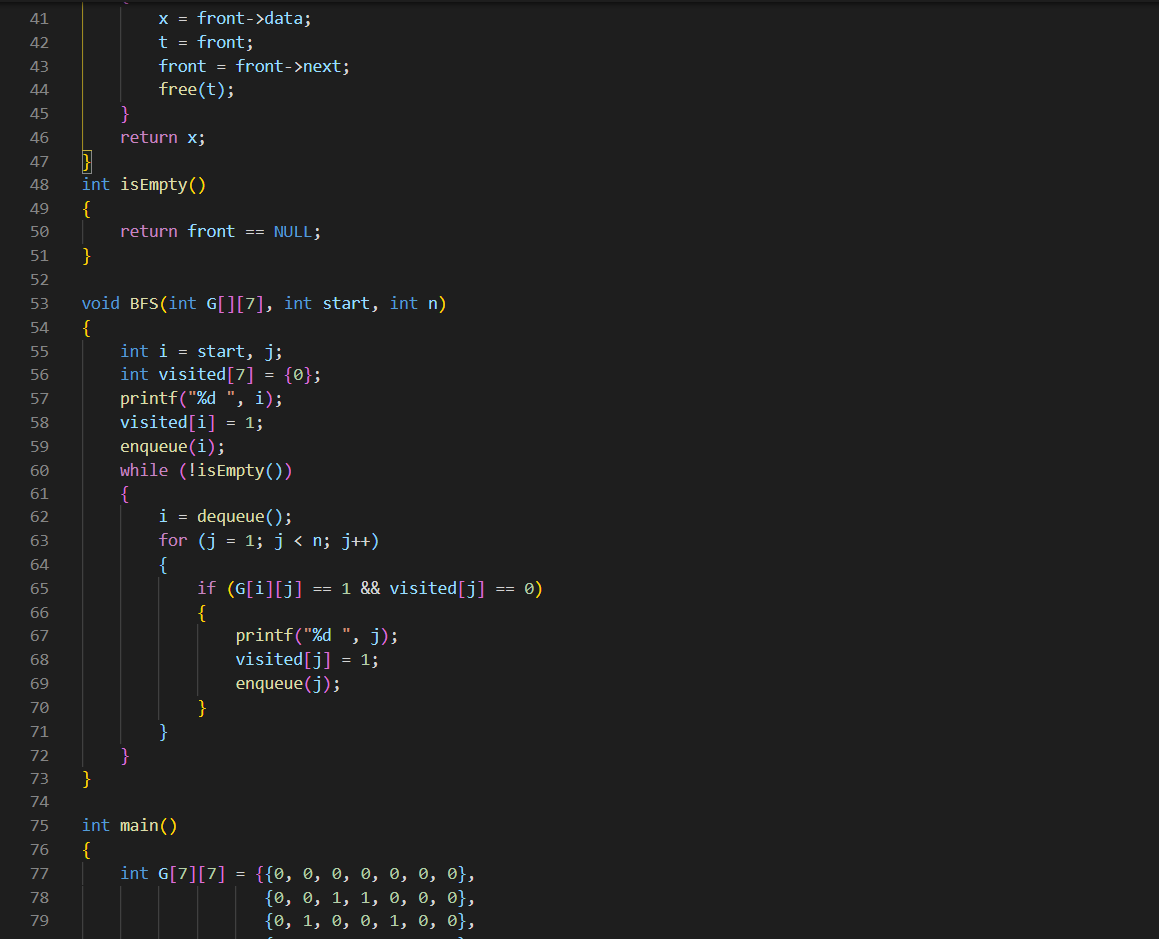 41 x = front->data;
42 t = front;
43 front = front->next;
44 free(t);
45 }
46 return x;
47 }
48 int isEmpty()
49 {
50 return front == NULL;
51 }
52
53 void BFS(int G[][7], int start, int n)
54 {
55 int i = start, j;
56 int visited[7] = {0};
57 printf("%d ", i);
58 visited[i] = 1;
59 enqueue(i);
60 while (!isEmpty())
61 {
62 i = dequeue();
63 for (j = 1; j < n; j++)
64 {
65 if (G[i][j] == 1 && visited[j] == 0)
66 {
67 printf("%d ", j);
68 visited[j] = 1;
69 enqueue(j);
70 }
71 }
72 }
73 }
74
75 int main()
76 {
77 int G[7][7] = {{0, 0, 0, 0, 0, 0, 0},
78 {0, 0, 1, 1, 0, 0, 0},
79 {0, 1, 0, 0, 1, 0, 0},